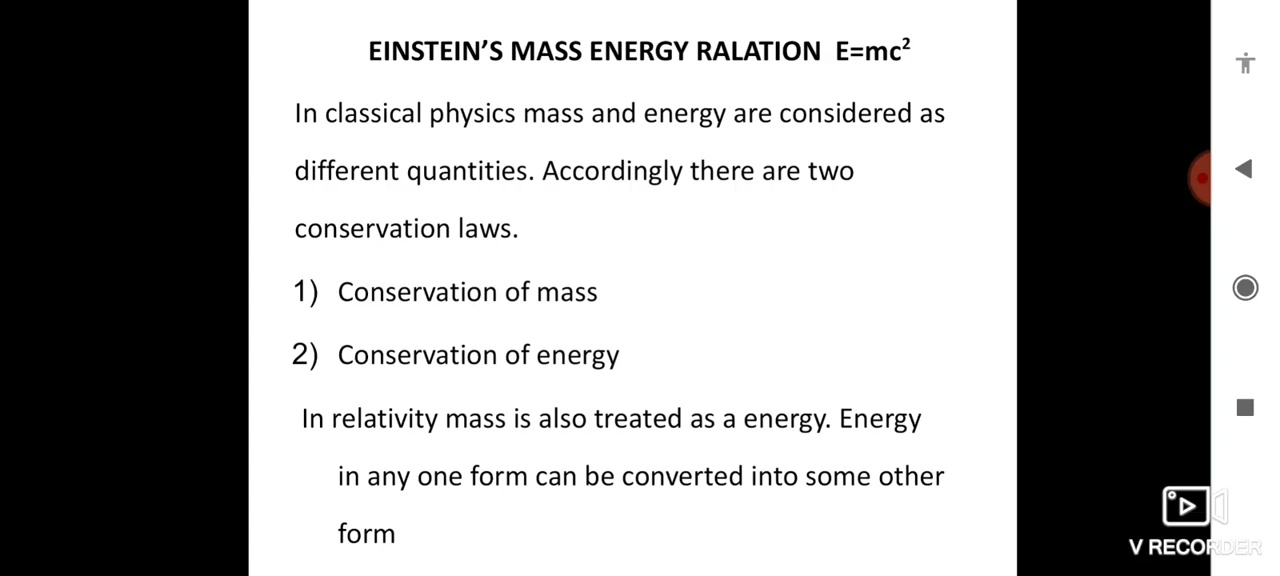 EINSTEIN’S MASS ENERGY RALATION E=mc²
In classical physics mass and energy are considered as
different quantities. Accordingly there are two
conservation laws.
1) Conservation of mass
2) Conservation of energy
In relativity mass is also treated as a energy. Energy
in any one form can be converted into some other
form
V RECORDER